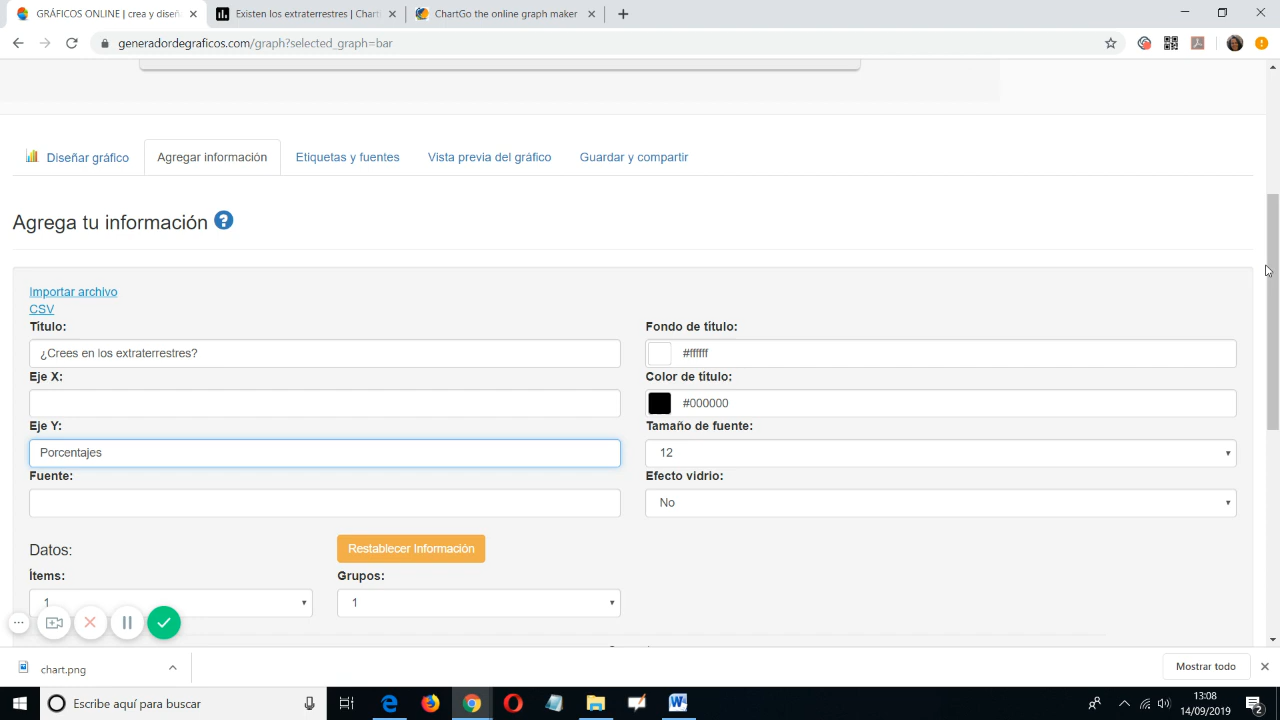 GRÁFICOS ONLINE | crea y diseñ
Existen los extraterrestres | Chart
ChartGo the online graph maker
generadordegraficos.com/graph?selected_graph=bar
Diseñar gráfico
Agregar información
Etiquetas y fuentes
Vista previa del gráfico
Guardar y compartir
Agrega tu información
Importar archivo
CSV
Título:
Fondo de título:
¿Crees en los extraterrestres?
#ffffff
Eje X:
Color de título:
#000000
Eje Y:
Tamaño de fuente:
Porcentajes
12
Fuente:
Efecto vidrio:
No
Datos:
Restablecer Información
Ítems:
Grupos:
1
1
chart.png
Mostrar todo
Escribe aquí para buscar
13:08
14/09/2019
2